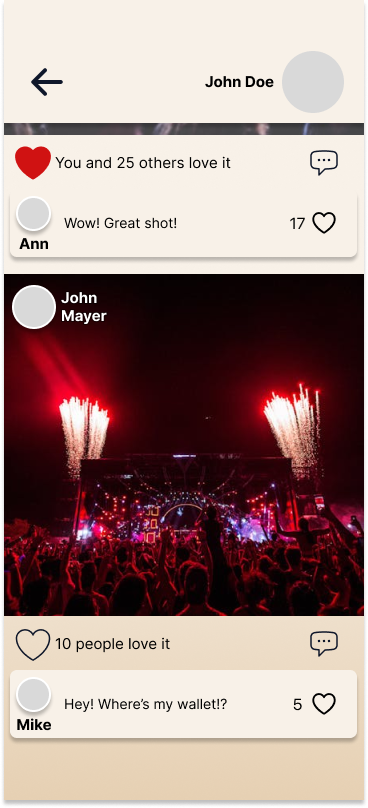 John Doe
You and 25 others love it
Wow! Great shot!
17
Ann
John
Mayer
10 people love it
Hey! Where’s my wallet!?
5
Mike